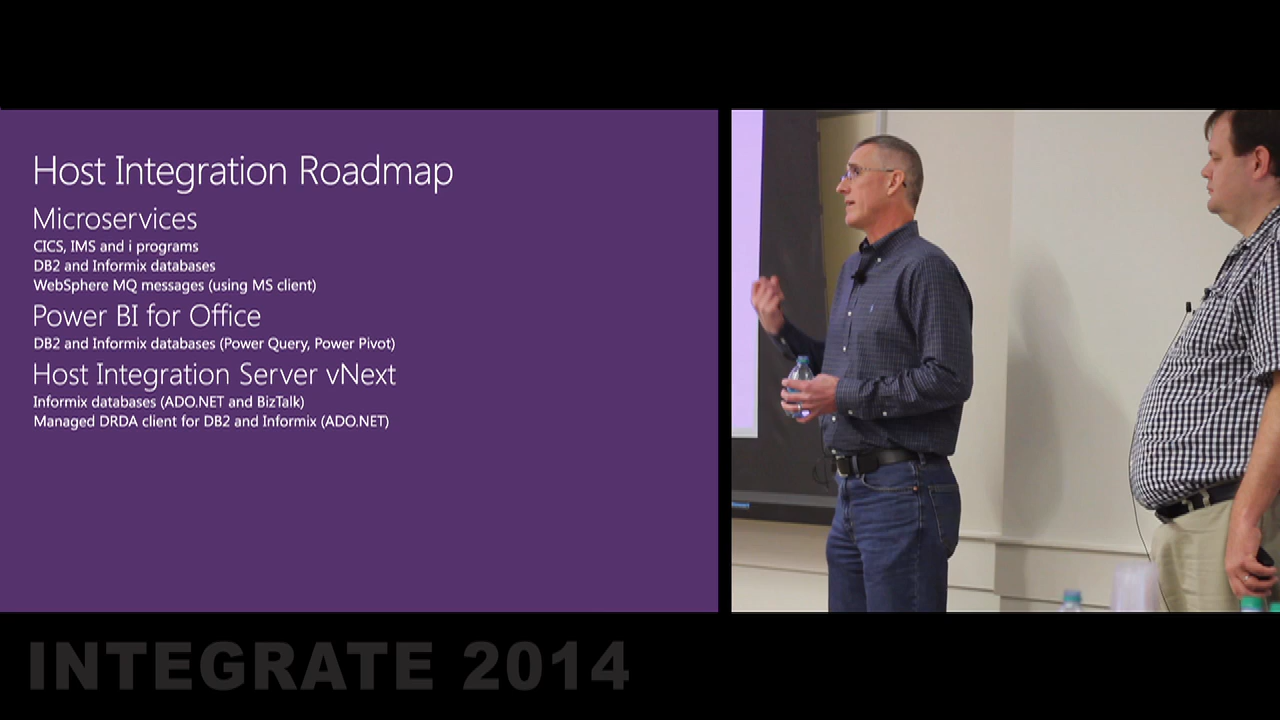 Host Integration Roadmap
Microservices
CICS, IMS and i programs
DB2 and Informix databases
WebSphere MQ messages (using MS client)
Power BI for Office
DB2 and Informix databases (Power Query, Power Pivot)
Host Integration Server vNext
Informix databases (ADO.NET and BizTalk)
Managed DRDA client for DB2 and Informix (ADO.NET)
INTEGRATE 2014